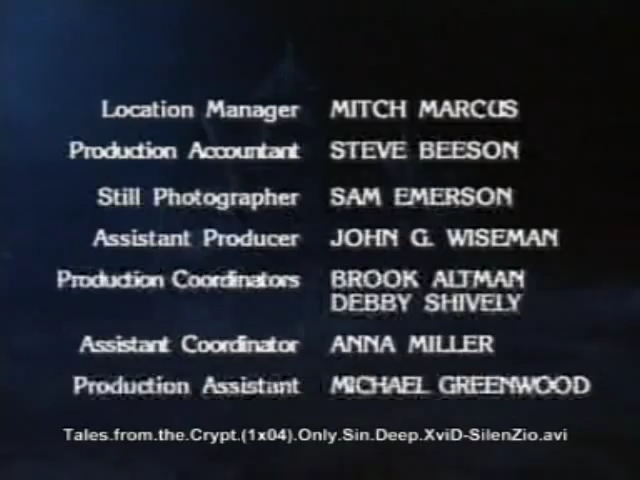 Location Manager MITCH MARCUS
Production Accountant STEVE BEESON
Still Photographer SAM EMERSON
Assistant Producer JOHN G. WISEMAN
Production Coordinators BROOK ALTMAN
DEBBY SHIVELY
Assistant Coordinator ANNA MILLER
Production Assistant MICHAEL GREENWOOD
Tales.from.the.Crypt.(1x04).Only.Sin.Deep.XviD-SilenZio.avi